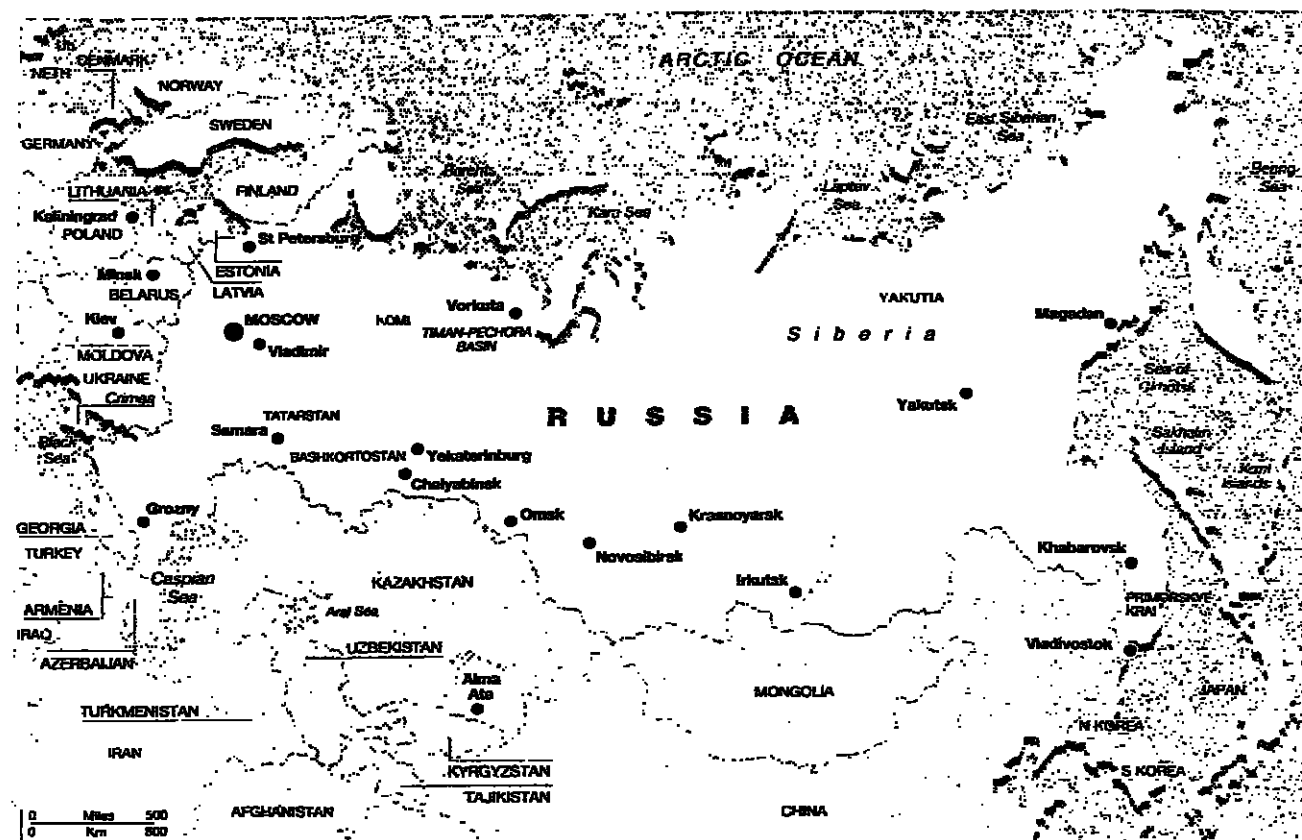 ARCTIC OCEAN
DENMARK
NETH
NORWAY
SWEDEN
GERMANY
East Siberian
Sea
LITHUANIA
FINLAND
Barents
Sea
Kara Sea
Laptev
Sea
Bering
Sea
Kaliningrad
POLAND
St Petersburg
ESTONIA
LATVIA
Minsk
BELARUS
Vorkuta
YAKUTIA
Kiev
MOSCOW
KOMI
TIMAN-PECHORA
BASIN
Siberia
Magadan
MOLDOVA
Vladimir
UKRAINE
Crimea
Sea of
Okhotsk
Yakutsk
RUSSIA
TATARSTAN
Samara
Black
Sea
BASHKORTOSTAN
Yekaterinburg
Chelyabinsk
Sakhalin
Island
Kuril
Islands
Grozny
GEORGIA
TURKEY
Omsk
Krasnoyarsk
Novosibirsk
Khabarovsk
Caspian
Sea
KAZAKHSTAN
Irkutsk
ARMENIA
Aral Sea
PRIMORSKYE
KRAI
IRAQ
AZERBAIJAN
UZBEKISTAN
Vladivostok
Alma
Ata
MONGOLIA
JAPAN
TURKMENISTAN
N KOREA
IRAN
KYRGYZSTAN
S KOREA
TAJIKISTAN
AFGHANISTAN
CHINA
0 Miles 500
0 Km 800